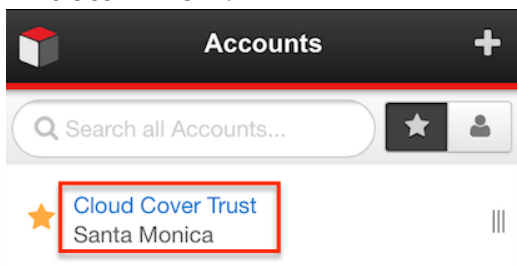 Accounts
Search all Accounts...
Cloud Cover Trust
Santa Monica